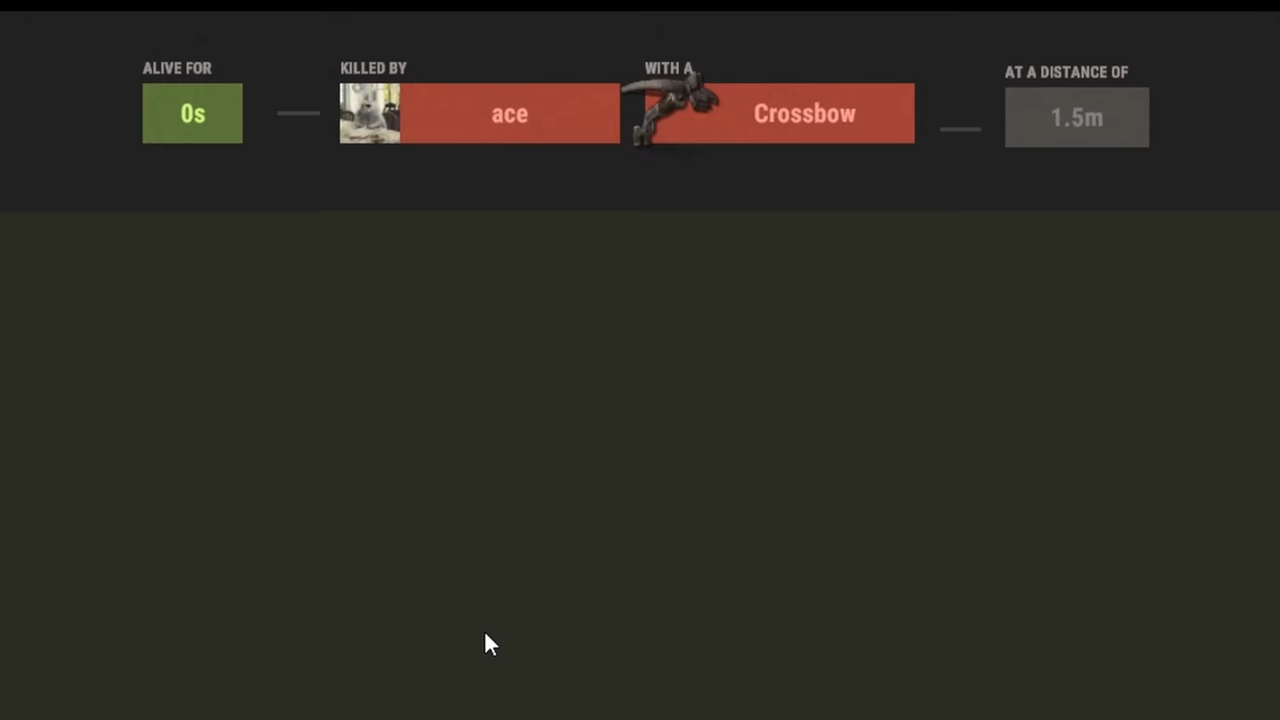 ALIVE FOR
0s
KILLED BY
ace
WITH A
Crossbow
AT A DISTANCE OF
1.5m